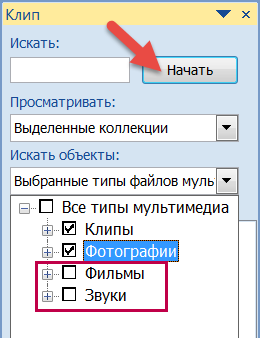 Клип
Искать:
Начать
Просматривать:
Выделенные коллекции
Искать объекты:
Выбранные типы файлов муль
Все типы мультимедиа
Клипы
Фотографии
Фильмы
Звуки